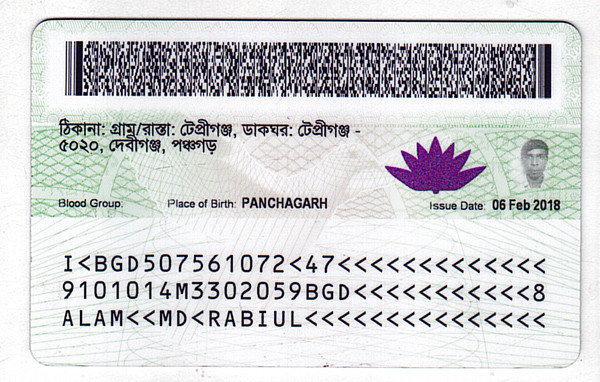 ঠিকানা: গ্রাম/রাস্তা: টেপ্রীগঞ্জ, ডাকঘর: টেপ্রীগঞ্জ -
৫০২০, দেবীগঞ্জ, পঞ্চগড়
Blood Group: Place of Birth: PANCHAGARH Issue Date: 06 Feb 2018
I<BGD507561072<47<<<<<<<<<<<<<
9101014M3302059BGD<<<<<<<<<<<8
ALAM<<MD<RABIUL<<<<<<<<<<<<<<<